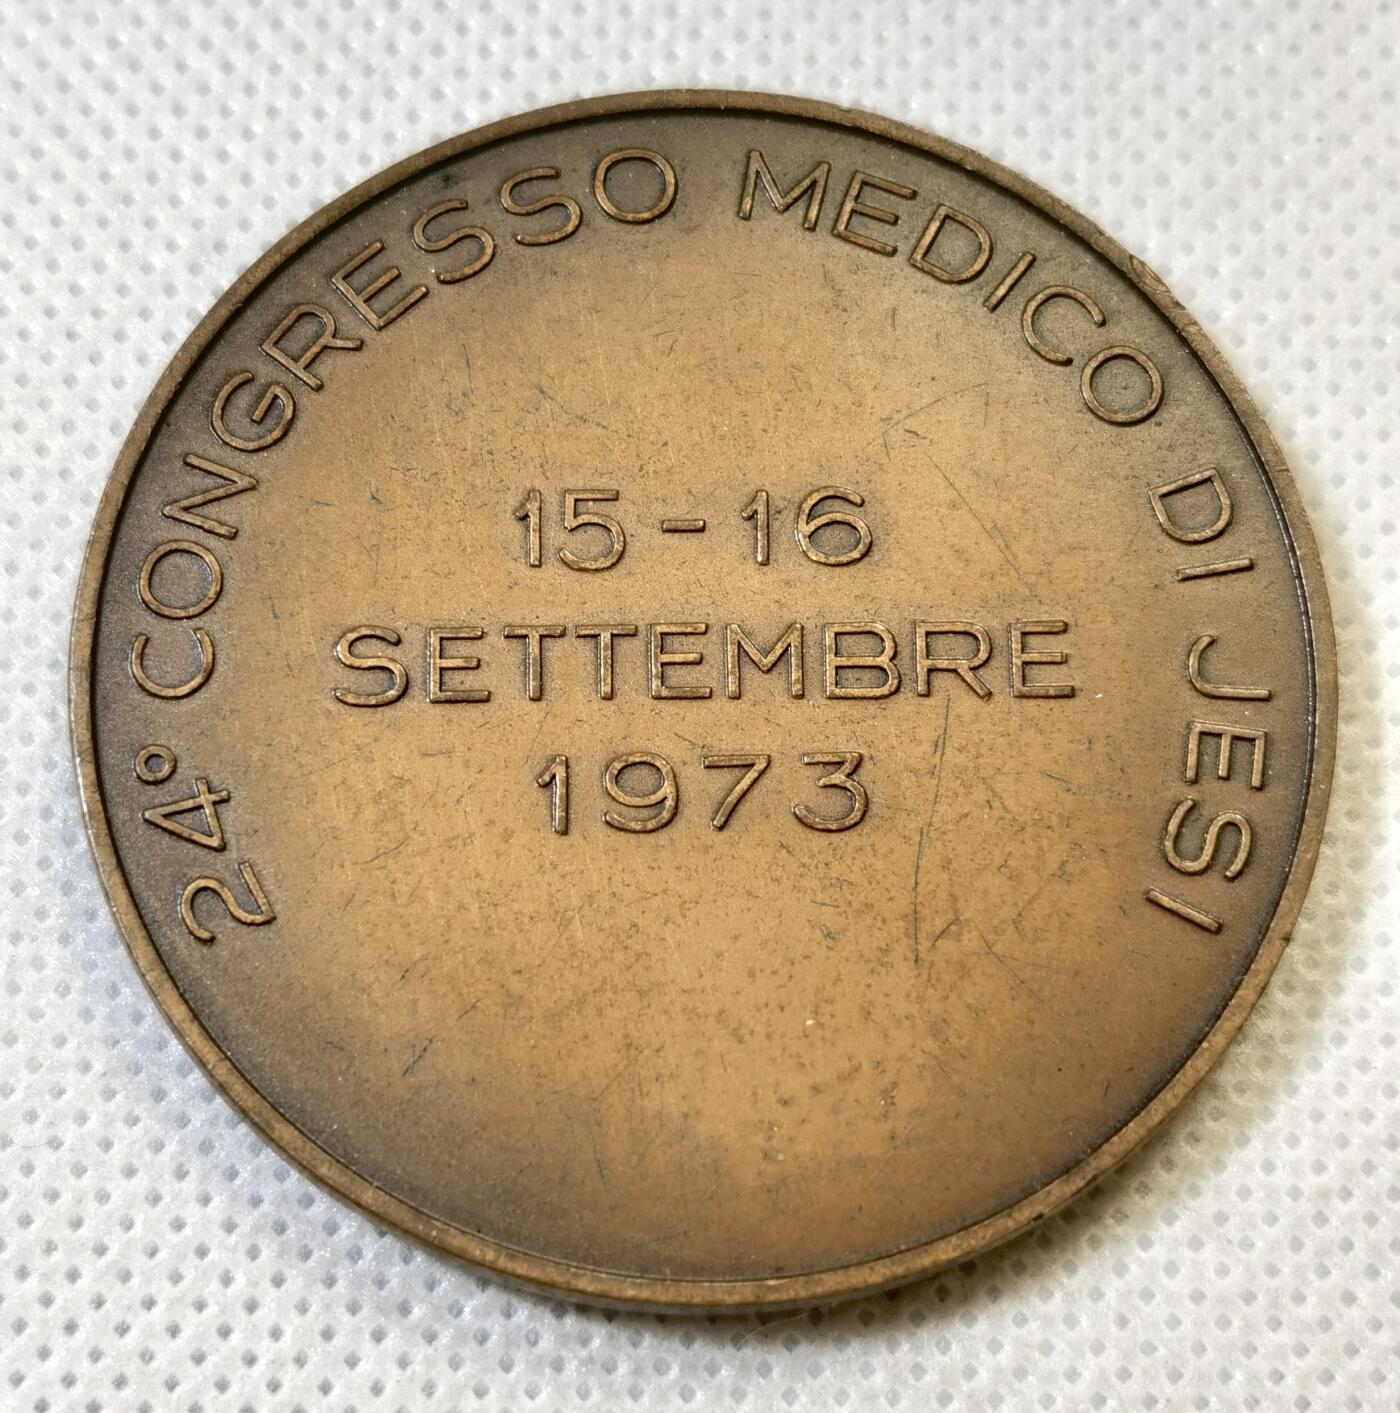 24° CONGRESSO MEDICO DI JESI
15-16
SETTEMBRE
1973